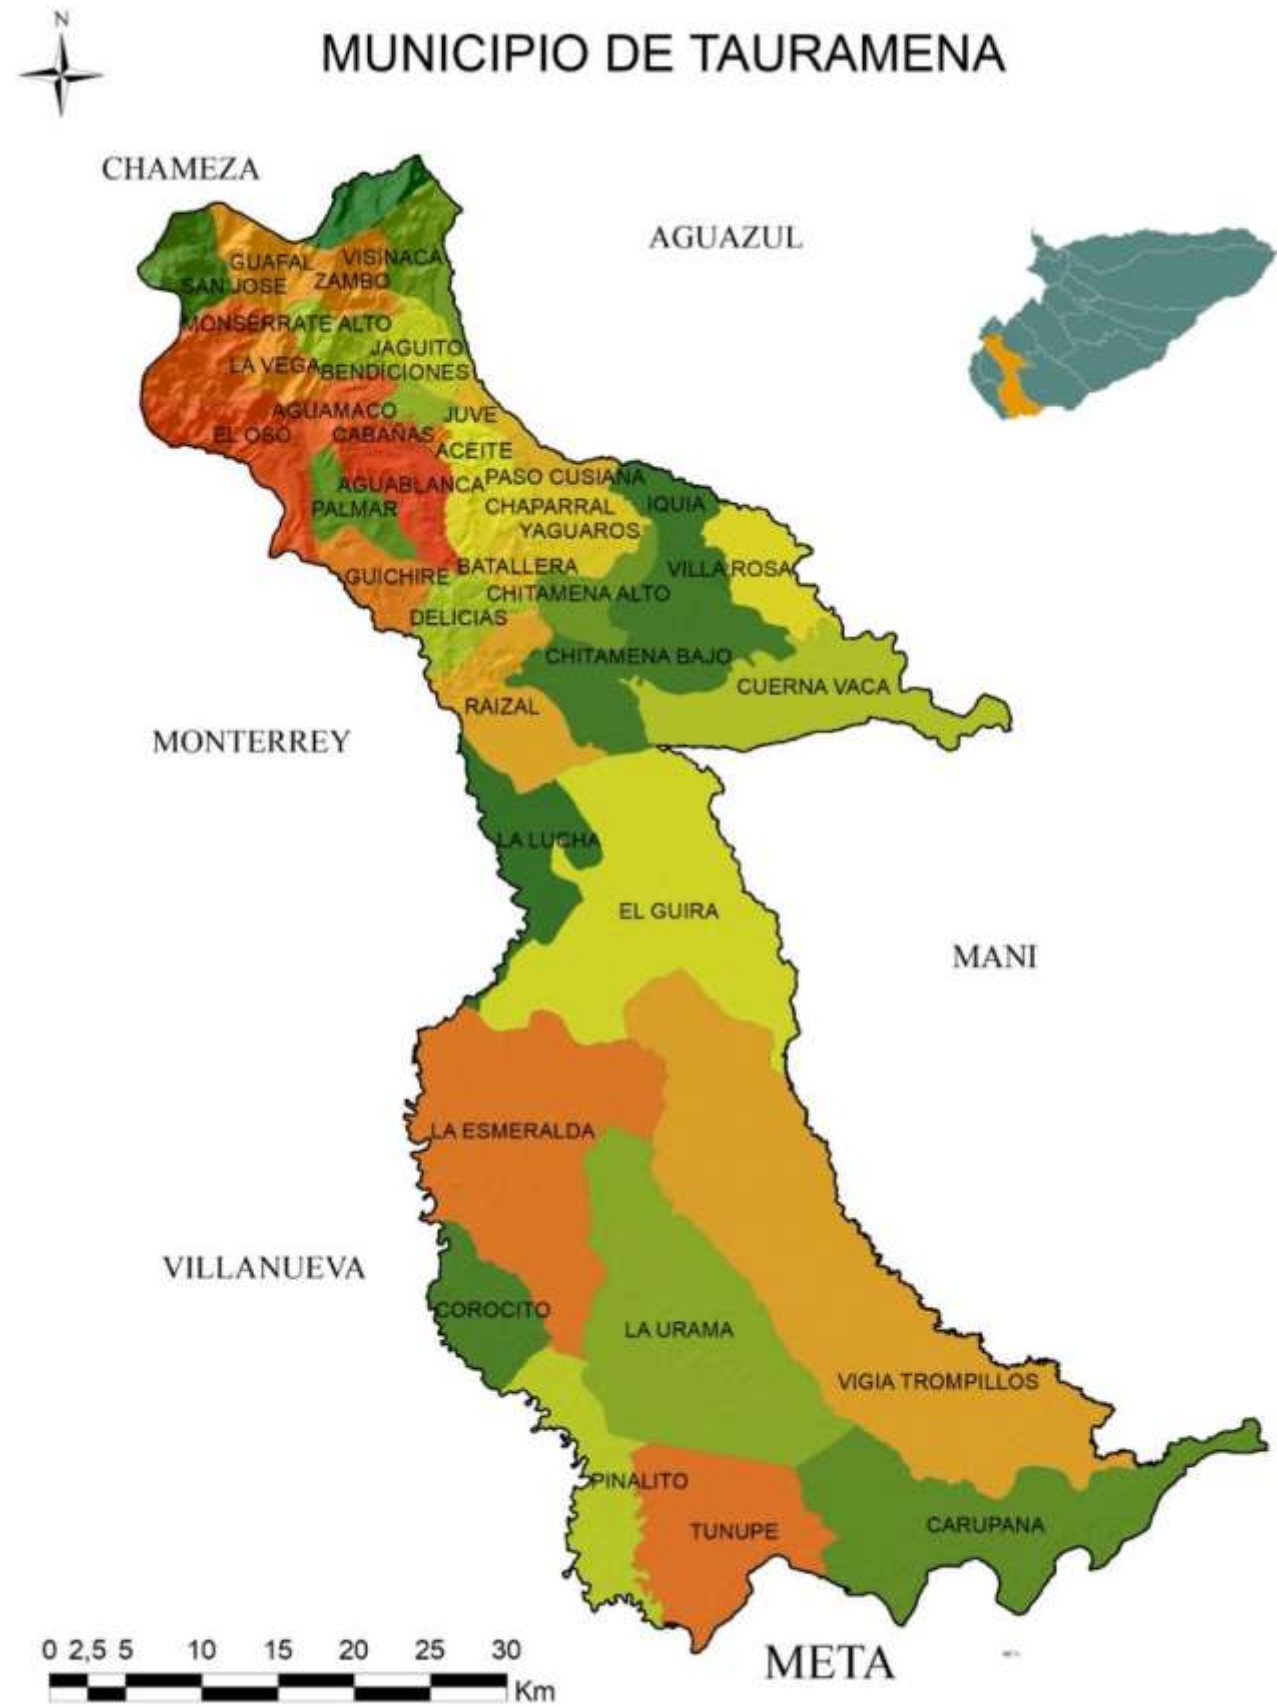 N
MUNICIPIO DE TAURAMENA
CHAMEZA
AGUAZUL
GUAFAL
VISINACA
SAN JOSE
ZAMBO
MONSERRATE ALTO
JAGUITO
LA VEGA
BENDICIONES
AGUAMACO
JUVE
EL OSO
CABAÑAS
ACEITE
AGUABLANCA
PASO CUSIANA
PALMAR
CHAPARRAL
IQUIA
YAGUAROS
GUICHIRE
BATALLERA
VILLA ROSA
CHITAMENA ALTO
DELICIAS
CHITAMENA BAJO
CUERNA VACA
RAIZAL
MONTERREY
LA LUCHA
EL GUIRA
MANI
LA ESMERALDA
VILLANUEVA
COROCITO
LA URAMA
VIGIA TROMPILLOS
PINALITO
TUNUPE
CARUPANA
META
0 2,5 5 10 15 20 25 30
Km